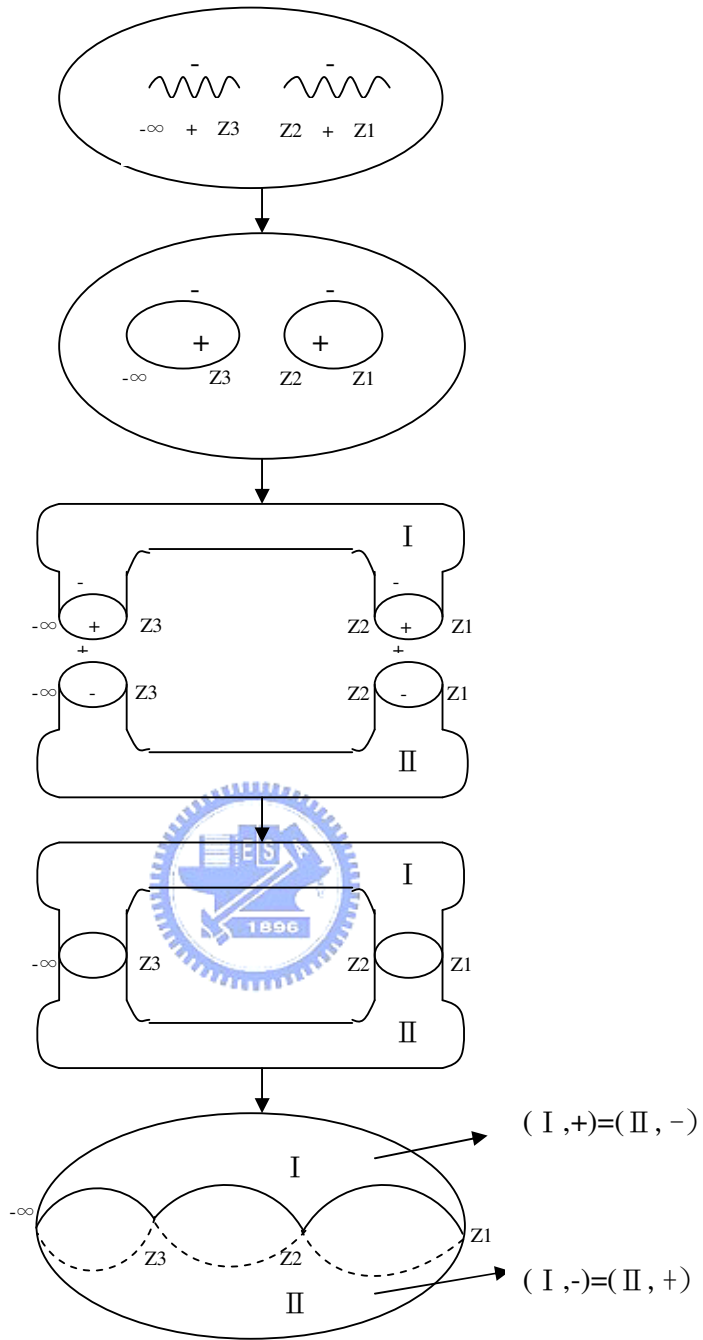 - -
-∞ + Z3 Z2 + Z1
- -
+ +
-∞ Z3 Z2 Z1
Ⅰ
- -
-∞ + Z3 Z2 + Z1
+ +
-∞ - Z3 Z2 - Z1
Ⅱ
E S A
Ⅰ
1896
-∞ Z3 Z2 Z1
Ⅱ
(Ⅰ,+)=(Ⅱ,-)
Ⅰ
-∞ Z3 Z2 Z1
Ⅱ
(Ⅰ,-)=(Ⅱ,+)